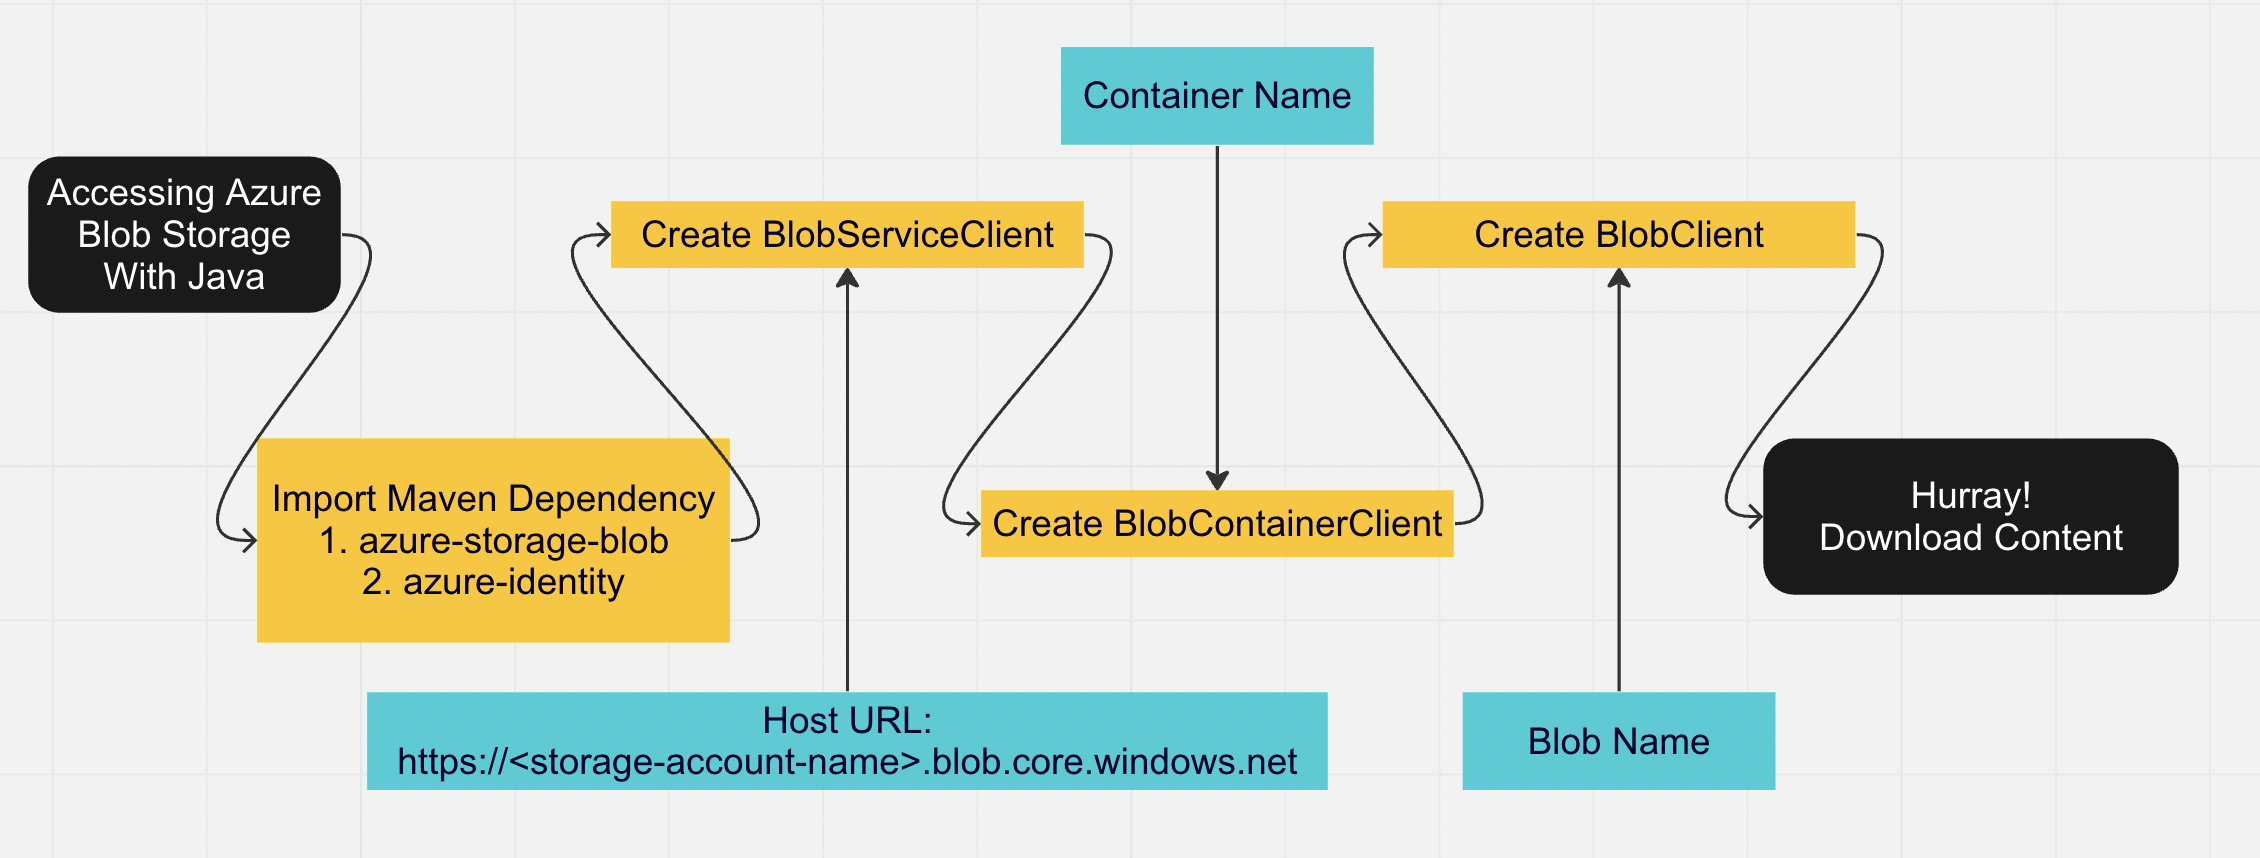 Accessing Azure
Blob Storage
With Java
Import Maven Dependency
1. azure-storage-blob
2. azure-identity
Create BlobServiceClient
Host URL:
https://<storage-account-name>.blob.core.windows.net
Container Name
Create BlobContainerClient
Create BlobClient
Blob Name
Hurray!
Download Content